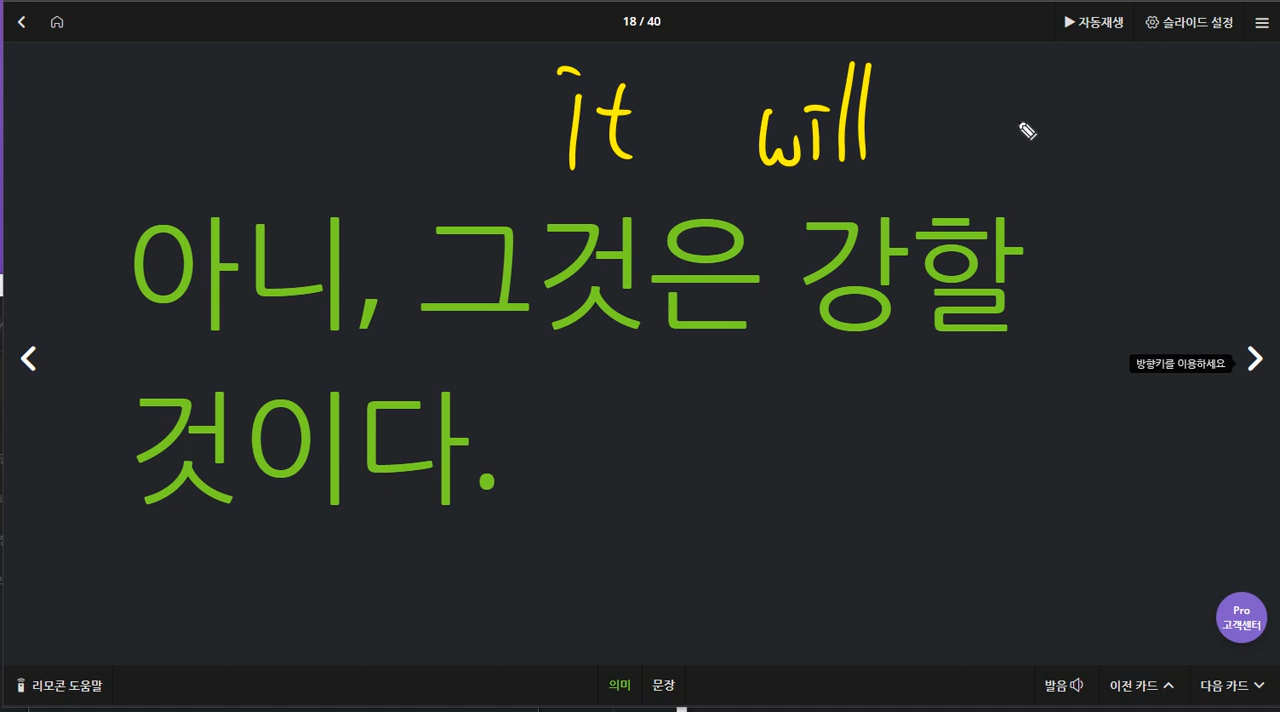 18 / 40
▶ 자동재생
슬라이드 설정
it will
아니, 그것은 강할
것이다.
방향키를 이용하세요
Pro
고객센터
리모콘 도움말
의미
문장
발음
이전 카드
다음 카드